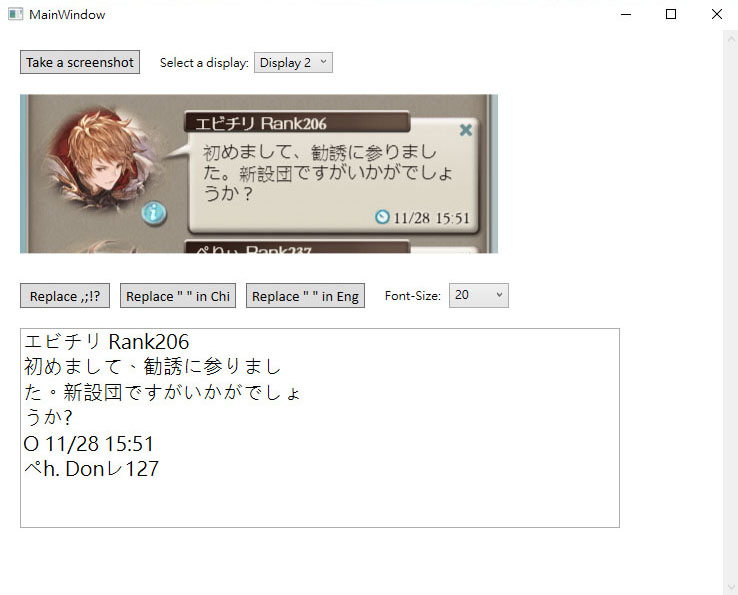 MainWindow
Take a screenshot Select a display: Display 2
エビチリ Rank206
初めまして、勧誘に参りまし
た。新設団ですがいかがでしょ
うか？
11/28 15:51
ぺりぃ Rank237
Replace ,;!? Replace " " in Chi Replace " " in Eng Font-Size: 20
エビチリ Rank206
初めまして、勧誘に参りまし
た。新設団ですがいかがでしょ
うか?
O 11/28 15:51
ペh. Donレ127